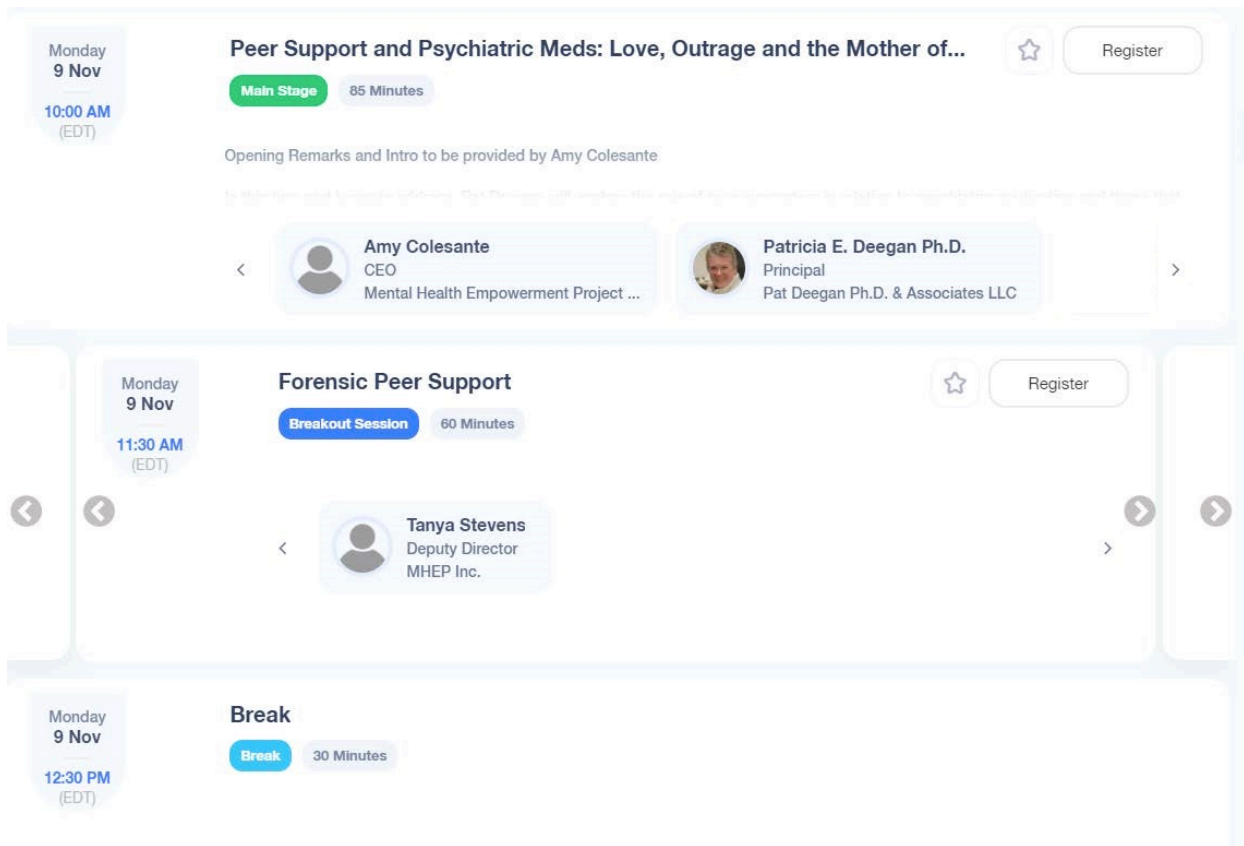 Monday
9 Nov
10:00 AM
(EDT)
Peer Support and Psychiatric Meds: Love, Outrage and the Mother of...
Register
Main Stage
85 Minutes
Opening Remarks and Intro to be provided by Amy Colesante
Amy Colesante
CEO
Mental Health Empowerment Project ...
Patricia E. Deegan Ph.D.
Principal
Pat Deegan Ph.D. & Associates LLC
Monday
9 Nov
11:30 AM
(EDT)
Forensic Peer Support
Register
Breakout Session
60 Minutes
Tanya Stevens
Deputy Director
MHEP Inc.
Monday
9 Nov
12:30 PM
(EDT)
Break
Break
30 Minutes